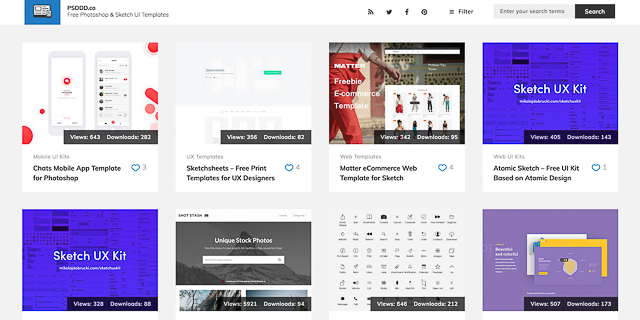 PSDDD.co
Free Photoshop & Sketch UI Templates
Filter
Enter your search terms
Search
Views: 643 Downloads: 282
Mobile UI Kits
3
Chats Mobile App Template
for Photoshop
Views: 356 Downloads: 82
UX Templates
4
Sketchsheets – Free Print
Templates for UX Designers
MATTER
Freebie
E-commerce
Template
Views: 342 Downloads: 95
Web Templates
4
Matter eCommerce Web
Template for Sketch
Sketch UX Kit
mikolajdobrucki.com/sketchuxkit
Views: 405 Downloads: 143
Web UI Kits
1
Atomic Sketch – Free UI Kit
Based on Atomic Design
Sketch UX Kit
mikolajdobrucki.com/sketchuxkit
Views: 328 Downloads: 88
SHOT STASH
Unique Stock Photos
Views: 5921 Downloads: 94
Views: 646 Downloads: 212
Beautiful
and colorful
Views: 507 Downloads: 173